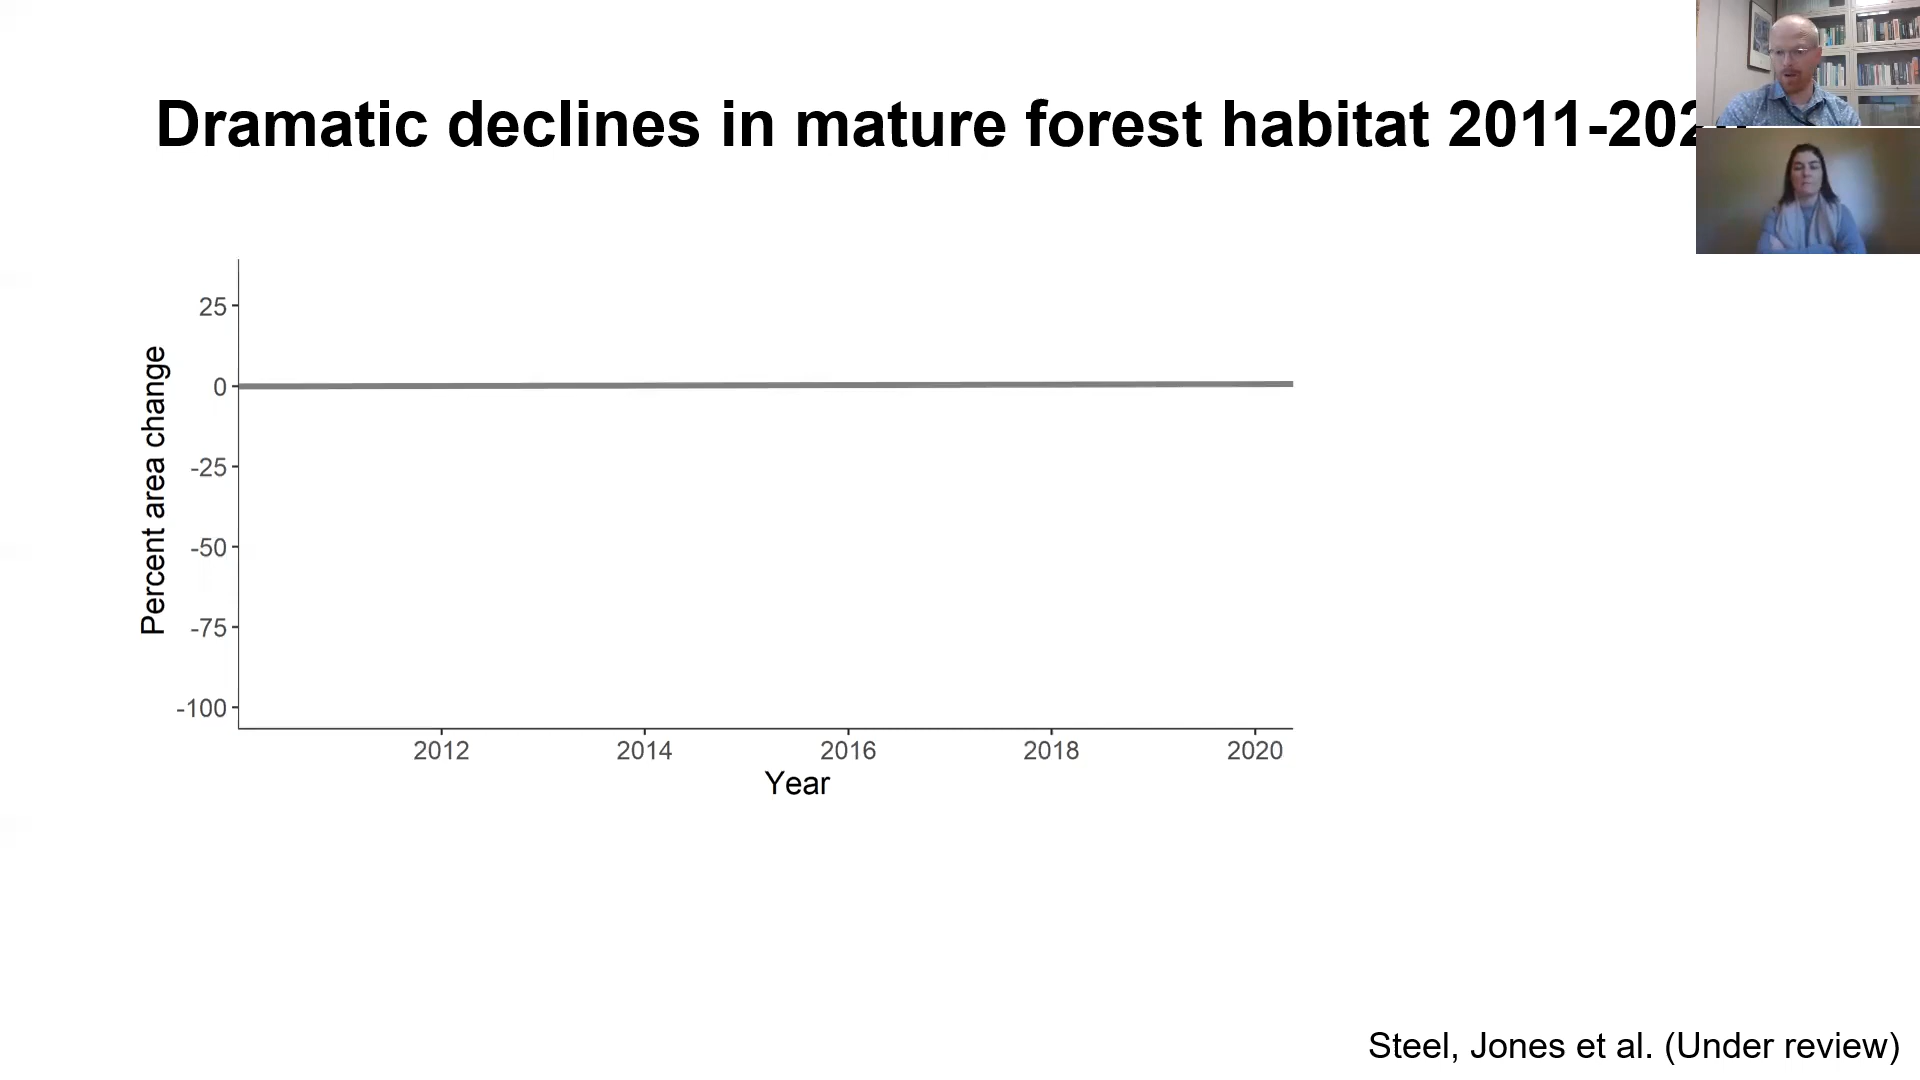 Dramatic declines in mature forest habitat 2011-202
25
0
-25
-50
-75
-100
Percent area change
2012 2014 2016 2018 2020
Year
Steel, Jones et al. (Under review)